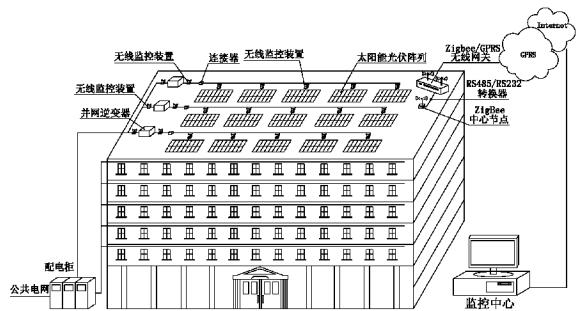 Internet
GPRS
Zigbee/GPRS
无线网关
无线监控装置
连接器
无线监控装置
太阳能光伏阵列
RS485/RS232
转换器
ZigBee
中心节点
无线监控装置
并网逆变器
配电柜
公共电网
监控中心